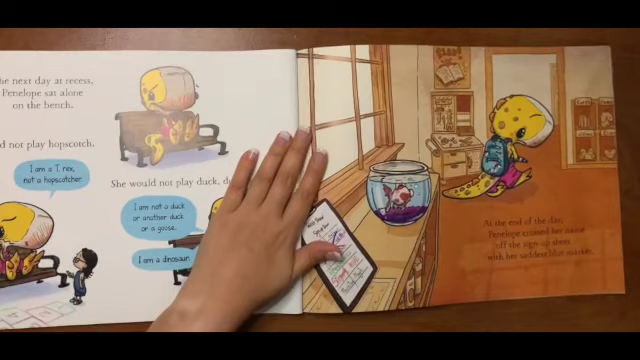 he next day at recess,
Penelope sat alone
on the bench.
d not play hopscotch.
I am a T. rex,
not a hopscotcher.
She would not play duck, d
I am not a duck
or another duck
or a goose.
I am a dinosaur.
At the end of the day,
Penelope crossed her name
off the sign-up sheet
with her saddest blue marker.